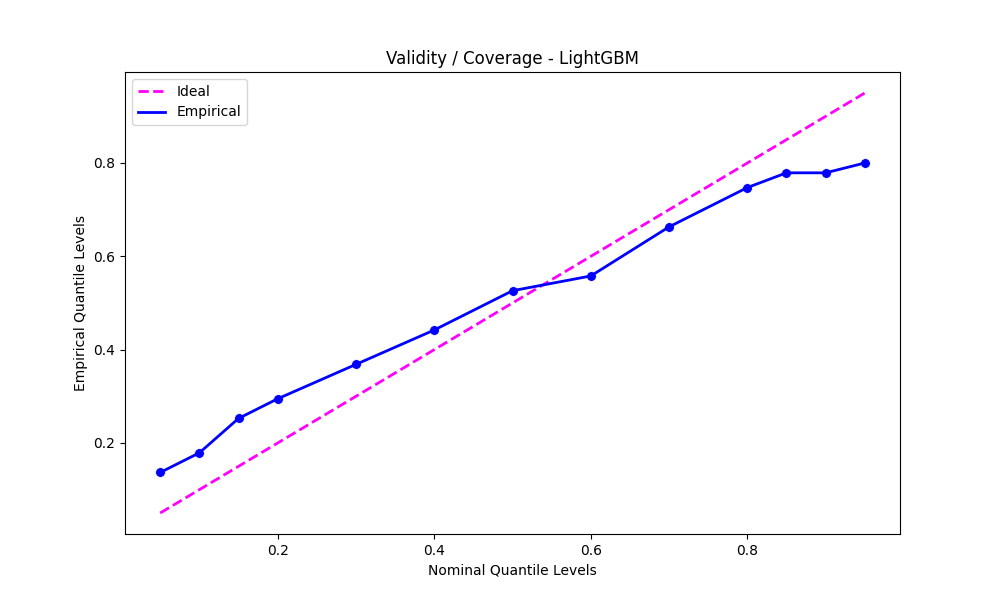 Validity / Coverage - LightGBM
Ideal
Empirical
0.8
0.6
0.4
0.2
Empirical Quantile Levels
0.2 0.4 0.6 0.8
Nominal Quantile Levels